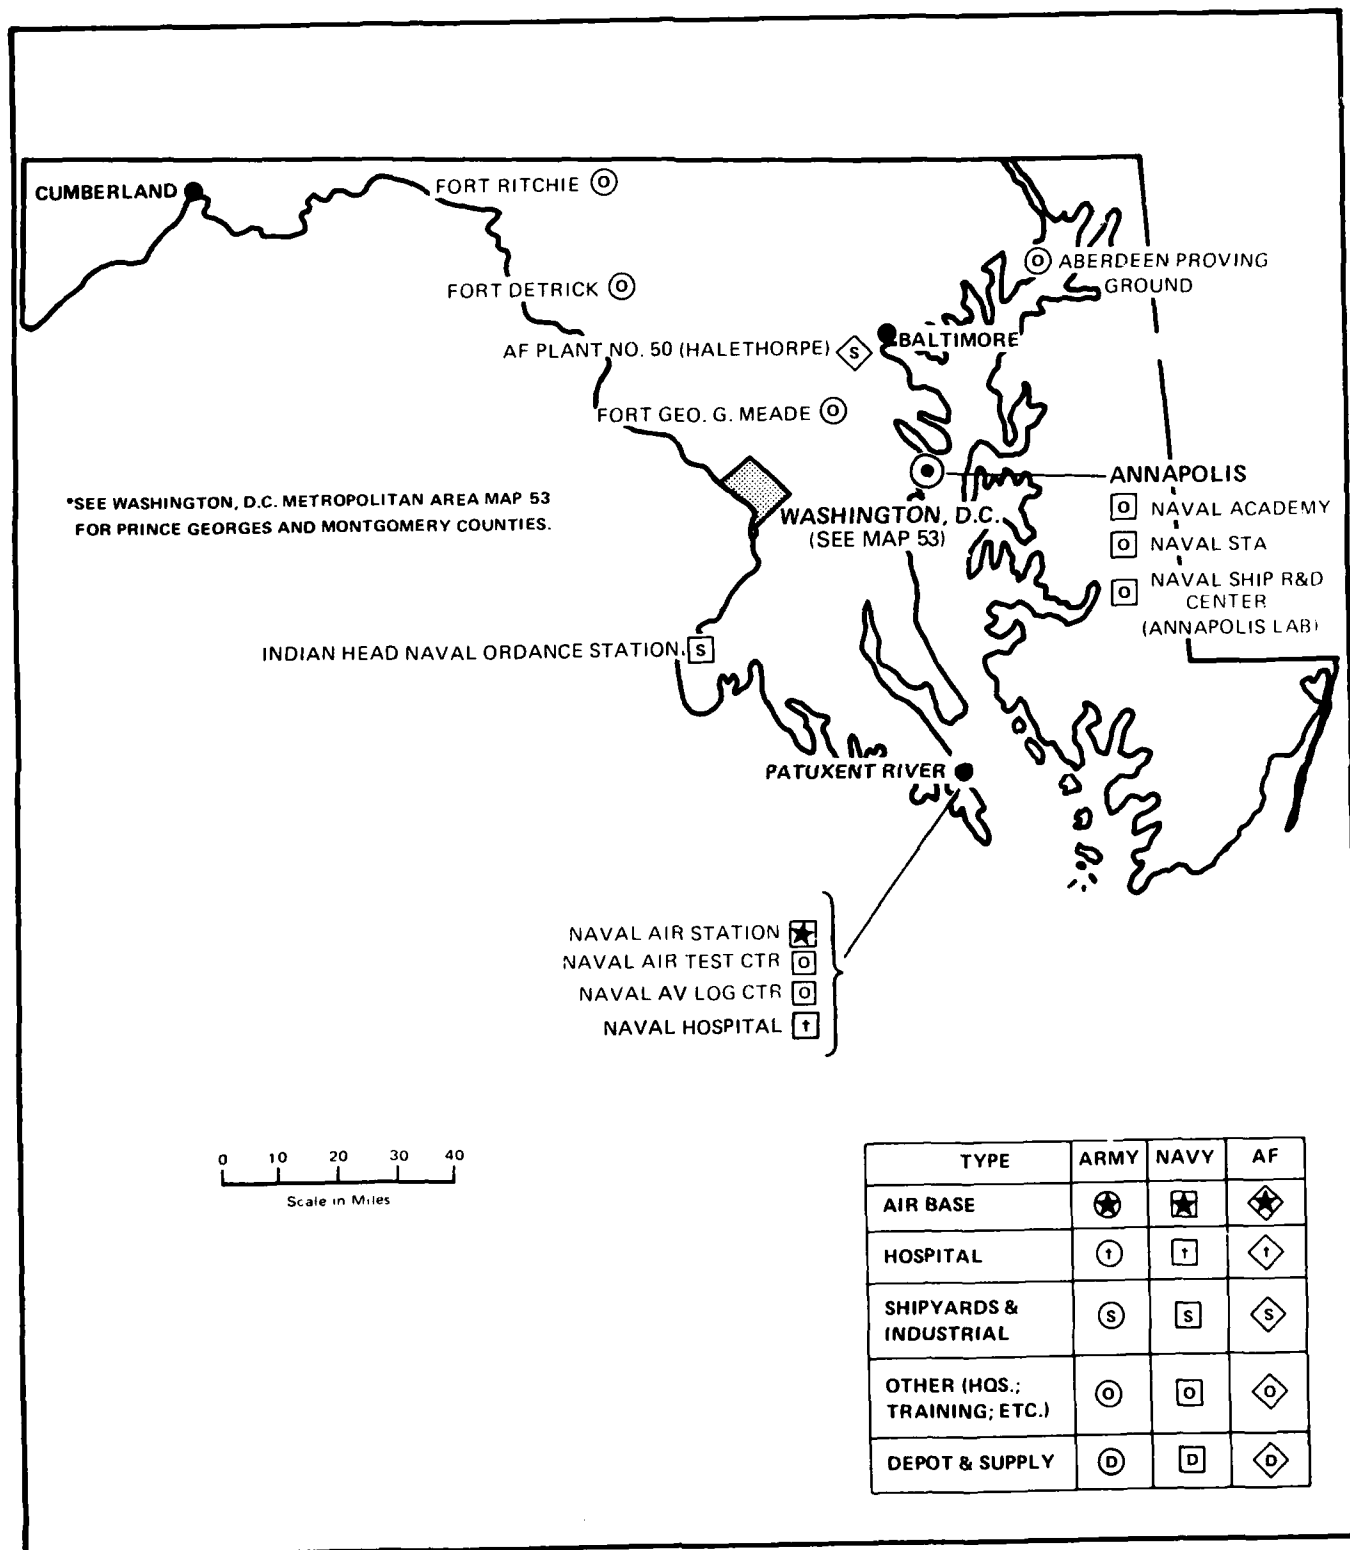 CUMBERLAND
FORT RITCHIE O
O ABERDEEN PROVING
GROUND
FORT DETRICK O
BALTIMORE
AF PLANT NO. 50 (HALETHORPE) S
FORT GEO. G. MEADE O
ANNAPOLIS
O NAVAL ACADEMY
O NAVAL STA
O NAVAL SHIP R&D
CENTER
(ANNAPOLIS LAB)
*SEE WASHINGTON, D.C. METROPOLITAN AREA MAP 53
FOR PRINCE GEORGES AND MONTGOMERY COUNTIES.
WASHINGTON, D.C.
(SEE MAP 53)
INDIAN HEAD NAVAL ORDANCE STATION S
PATUXENT RIVER
NAVAL AIR STATION
NAVAL AIR TEST CTR O
NAVAL AV LOG CTR O
NAVAL HOSPITAL †
0 10 20 30 40
Scale in Miles
TYPE ARMY NAVY AF
AIR BASE
HOSPITAL † † †
SHIPYARDS &
INDUSTRIAL S S S
OTHER (HQS.;
TRAINING; ETC.) O O O
DEPOT & SUPPLY D D D